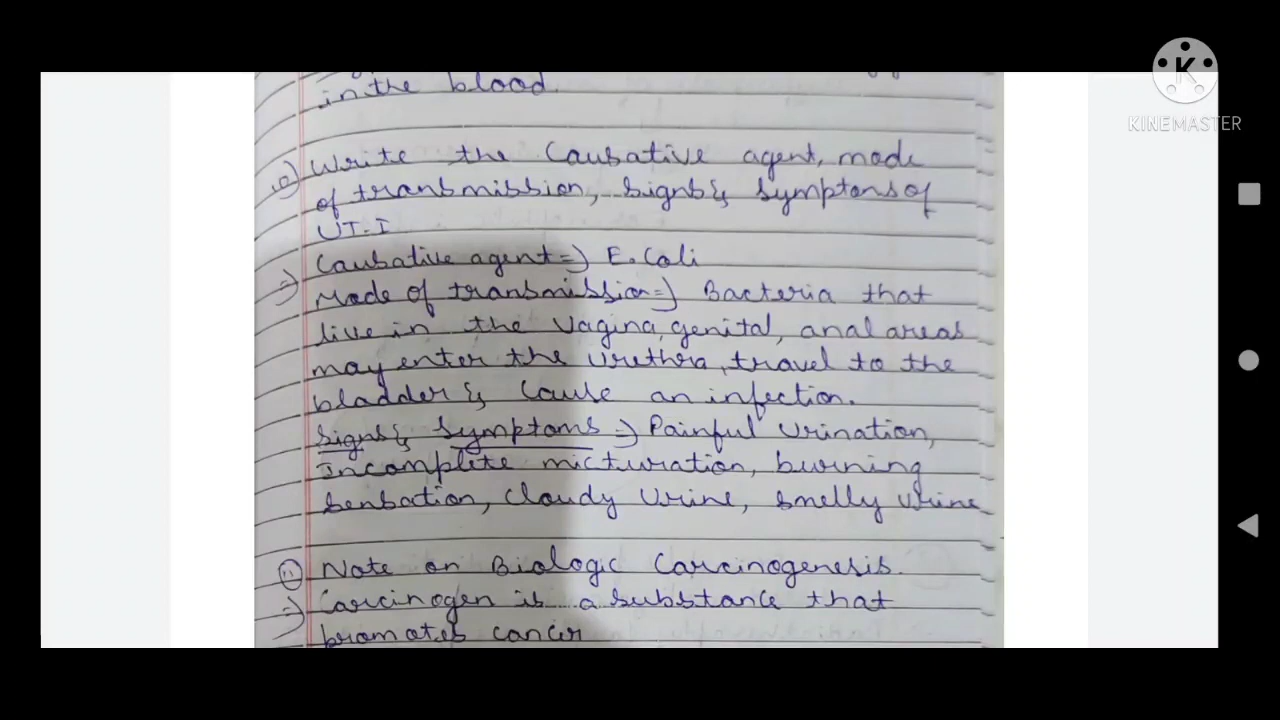 in the blood.
KINEMASTER
10) Write the Causative agent, mode
of transmission, signs & symptoms of
U.T.I
=) Causative agent =) E. Coli
Mode of transmission =) Bacteria that
live in the vagina, genital, anal areas
may enter the urethra, travel to the
bladder & cause an infection.
Signs & Symptoms =) Painful Urination,
Incomplete micturation, burning
sensation, Cloudy Urine, Smelly Urine
11) Note on Biologic Carcinogenesis.
=) Carcinogen is a substance that
promotes cancer